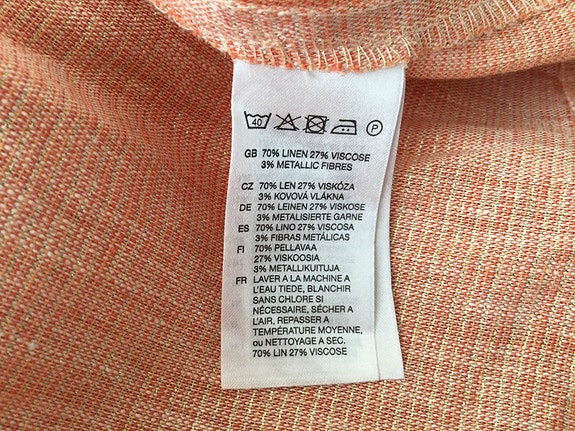 40 P
GB 70% LINEN 27% VISCOSE
3% METALLIC FIBRES
CZ 70% LEN 27% VISKÓZA
3% KOVOVÁ VLÁKNA
DE 70% LEINEN 27% VISKOSE
3% METALISIERTE GARNE
ES 70% LINO 27% VISCOSA
3% FIBRAS METÁLICAS
FI 70% PELLAVAA
27% VISKOOSIA
3% METALLIKUITUJA
FR LAVER A LA MACHINE A
L'EAU TIEDE, BLANCHIR
SANS CHLORE SI
NÉCESSAIRE, SÉCHER A
L'AIR. REPASSER A
TEMPÉRATURE MOYENNE,
ou NETTOYAGE A SEC.
70% LIN 27% VISCOSE